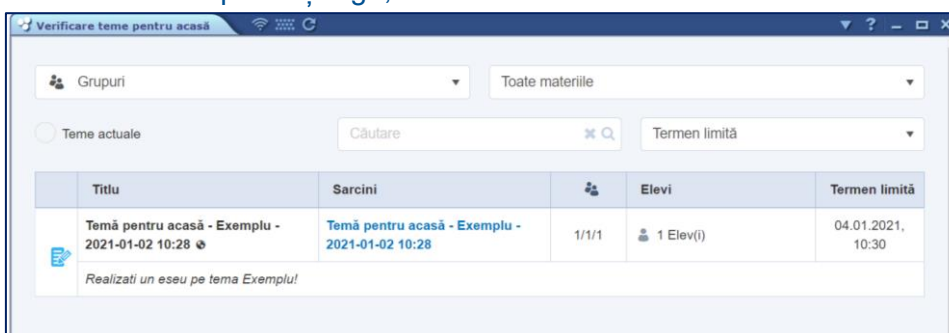 Verificare teme pentru acasă
Grupuri
Toate materiile
Teme actuale
Căutare
Termen limită
Titlu
Sarcini
Elevi
Termen limită
Temă pentru acasă - Exemplu -
2021-01-02 10:28
Temă pentru acasă - Exemplu -
2021-01-02 10:28
1/1/1
1 Elev(i)
04.01.2021,
10:30
Realizati un eseu pe tema Exemplu!